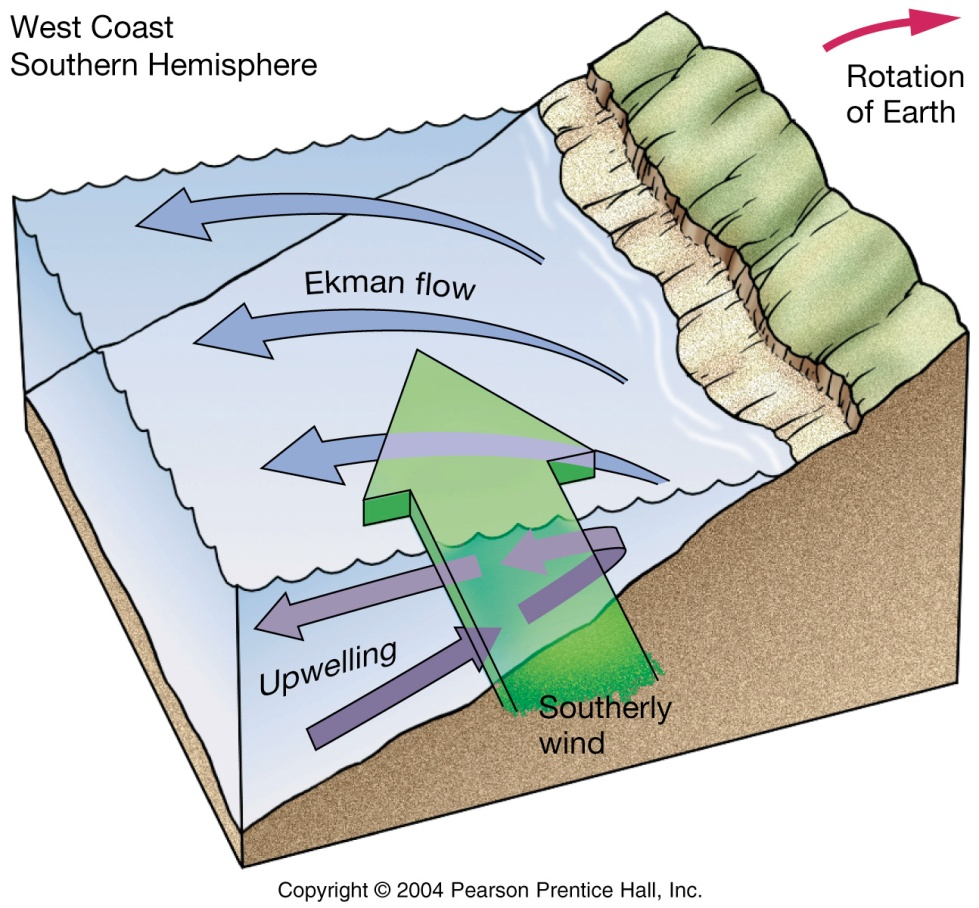 West Coast
Southern Hemisphere
Rotation
of Earth
Ekman flow
Upwelling
Southerly
wind
Copyright © 2004 Pearson Prentice Hall, Inc.